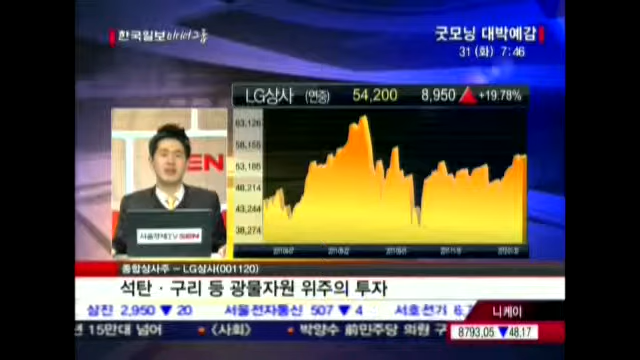 한국일보 미디어그룹
굿모닝 대박예감
31 (화) 7:46
LG상사 (연중) 54,200 8,950 ▲ +19.78%
63,126
58,155
53,185
48,214
43,244
38,274
SEN
서울경제TV SEN
종합상사주 - LG상사(001120)
석탄 · 구리 등 광물자원 위주의 투자
삼진 2,950 ▼ 20 서울전자통신 507 ▼ 4 서호전기 6,7
니케이
년 15만대 넘어 • 《사회》 • 박양수 前민주당 의원 구
8793.05 ▼ 48.17